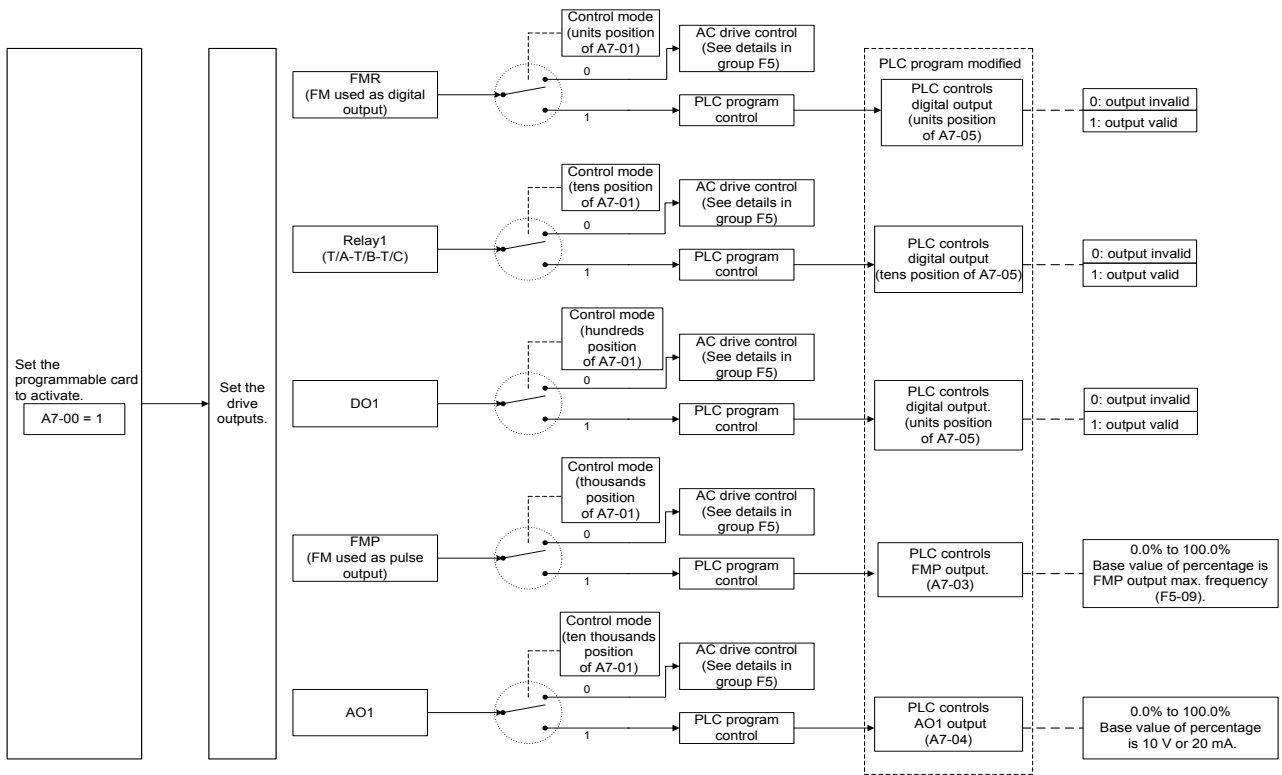 Set the
programmable card
to activate.
A7-00 = 1
Set the
drive
outputs.
FMR
(FM used as digital
output)
Control mode
(units position
of A7-01)
0
1
AC drive control
(See details in
group F5)
PLC program
control
PLC program modified
PLC controls
digital output
(units position
of A7-05)
0: output invalid
1: output valid
Relay1
(T/A-T/B-T/C)
Control mode
(tens position
of A7-01)
0
1
AC drive control
(See details in
group F5)
PLC program
control
PLC controls
digital output
(tens position of A7-05)
0: output invalid
1: output valid
DO1
Control mode
(hundreds
position
of A7-01)
0
1
AC drive control
(See details in
group F5)
PLC program
control
PLC controls
digital output.
(units position
of A7-05)
0: output invalid
1: output valid
FMP
(FM used as pulse
output)
Control mode
(thousands
position
of A7-01)
0
1
AC drive control
(See details in
group F5)
PLC program
control
PLC controls
FMP output.
(A7-03)
0.0% to 100.0%
Base value of percentage is
FMP output max. frequency
(F5-09).
AO1
Control mode
(ten thousands
position
of A7-01)
0
1
AC drive control
(See details in
group F5)
PLC program
control
PLC controls
AO1 output
(A7-04)
0.0% to 100.0%
Base value of percentage
is 10 V or 20 mA.